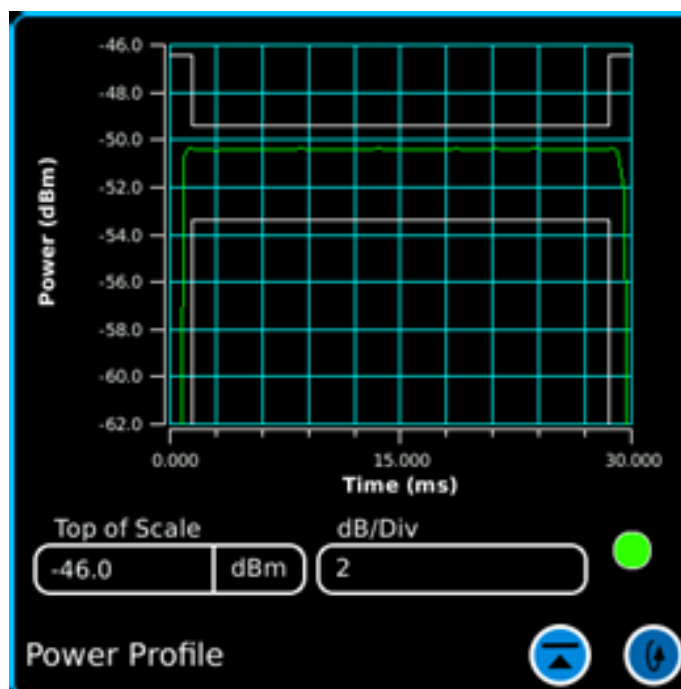 -46.0
-48.0
-50.0
-52.0
-54.0
-56.0
-58.0
-60.0
-62.0
Power (dBm)
0.000 15.000 30.000
Time (ms)
Top of Scale dB/Div
-46.0 dBm 2
Power Profile